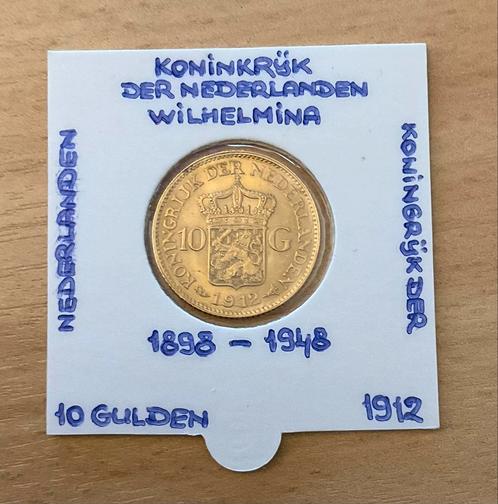 KONINKRIJK
DER NEDERLANDEN
WILHELMINA
NEDERLANDEN
KONINGRIJK DER
KONINGRIJK DER NEDERLANDEN
10 G
1912
1898 - 1948
10 GULDEN
1912